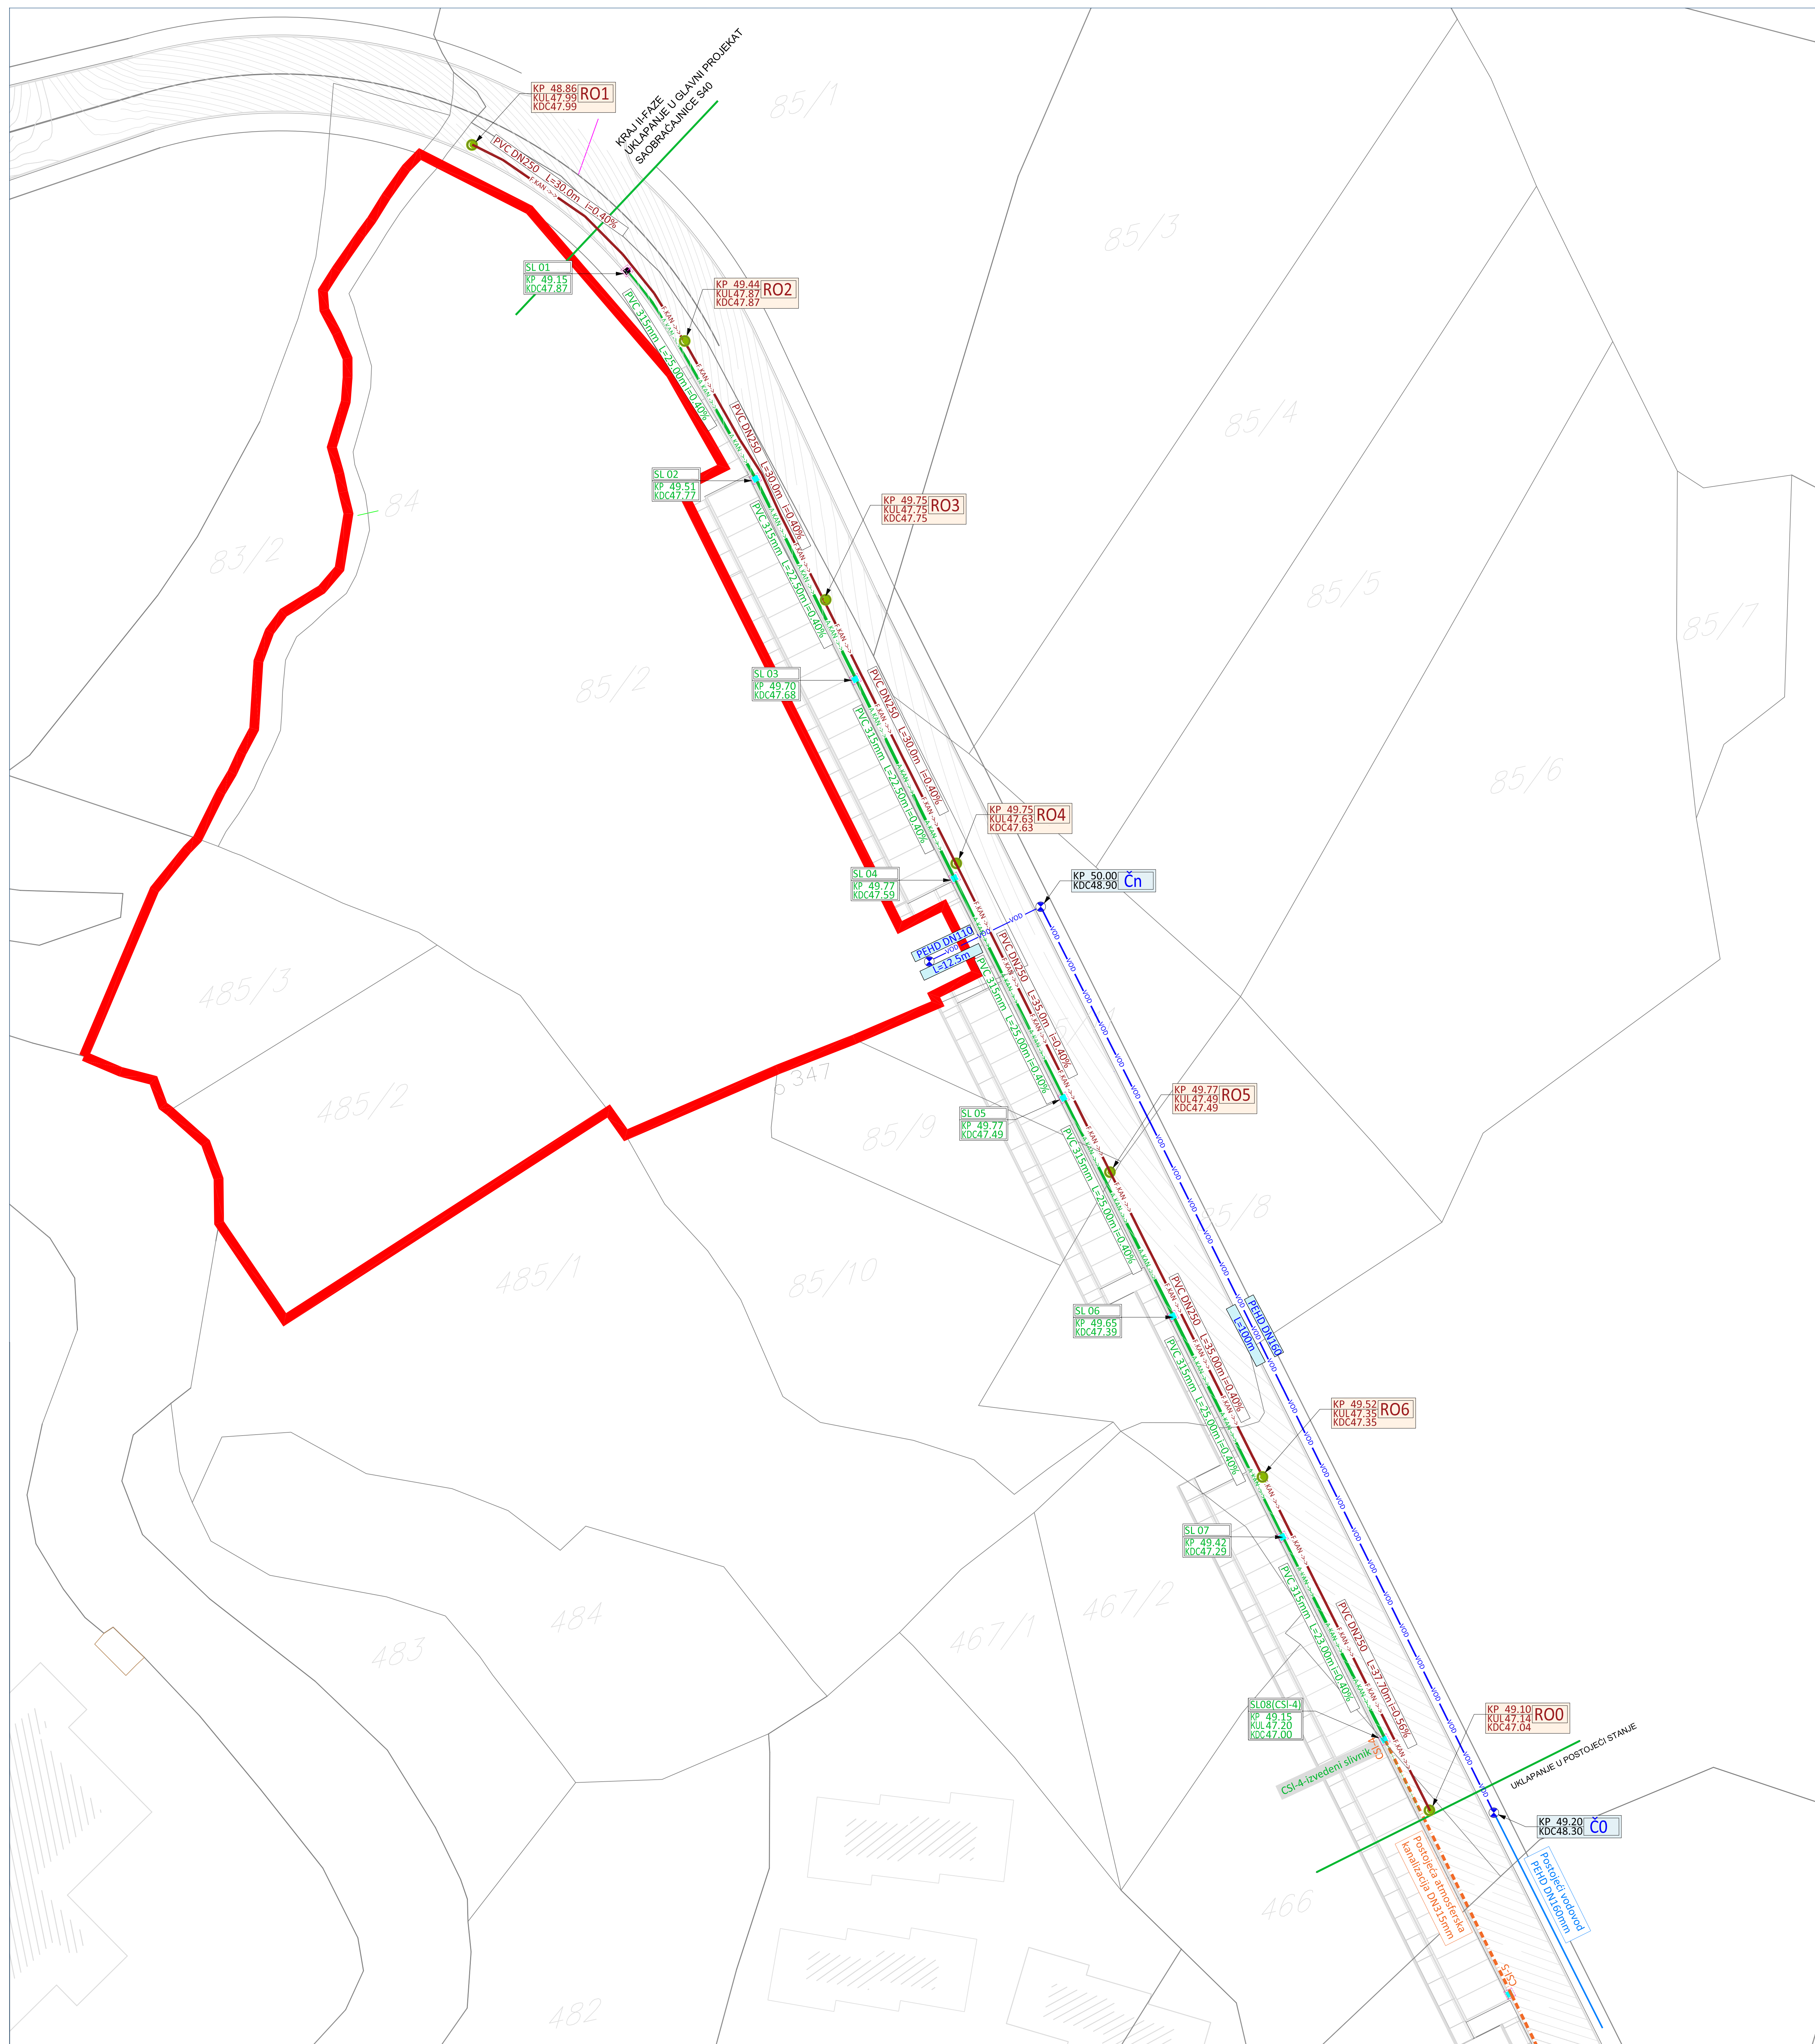 KRAJ II-FAZE
UKLAPANJE U GLAVNI PROJEKAT
SAOBRAĆAJNICE S40
85/1
KP 48.86
KUL47.99
KDC47.99
RO1
PVC DN250 L=30.0m i=0.40%
F.KAN ->->
85/3
SL 01
KP 49.15
KDC47.87
KP 49.44
KUL47.87
KDC47.87
RO2
PVC 315mm L=25.00m i=0.40%
A.KAN ->->
PVC DN250 L=30.0m i=0.40%
85/4
SL 02
KP 49.51
KDC47.77
84
83/2
KP 49.75
KUL47.75
KDC47.75
RO3
PVC 315mm L=22.50m i=0.40%
85/5
85/7
85/2
SL 03
KP 49.70
KDC47.68
PVC DN250 L=30.0m i=0.40%
PVC 315mm L=22.50m i=0.40%
85/6
KP 49.75
KUL47.63
KDC47.63
RO4
SL 04
KP 49.77
KDC47.59
KP 50.00
KDC48.90
Čn
PEHD DN110
VOD
L=12.5m
PVC DN250 L=35.0m i=0.40%
PVC 315mm L=25.00m i=0.40%
485/3
6 347
485/2
KP 49.77
KUL47.49
KDC47.49
RO5
SL 05
KP 49.77
KDC47.49
85/9
PVC 315mm L=25.00m i=0.40%
85/8
485/1
85/10
PVC DN250 L=35.00m i=0.40%
PEHD DN160
L=100m
SL 06
KP 49.65
KDC47.39
PVC 315mm L=25.00m i=0.40%
KP 49.52
KUL47.35
KDC47.35
RO6
SL 07
KP 49.42
KDC47.29
PVC 315mm L=23.00m i=0.40%
PVC DN250 L=37.70m i=0.56%
467/2
467/1
484
483
SL08(CSl-4)
KP 49.15
KUL47.20
KDC47.00
CSl-4
CSl-4-izvedeni slivnik
KP 49.10
KUL47.14
KDC47.04
RO0
UKLAPANJE U POSTOJEĆI STANJE
KP 49.20
KDC48.30
Č0
Postojeća atmosferska
kanalizacija DN315mm
Postojeći vodovod
PEHD DN160mm
466
CSl-5
482